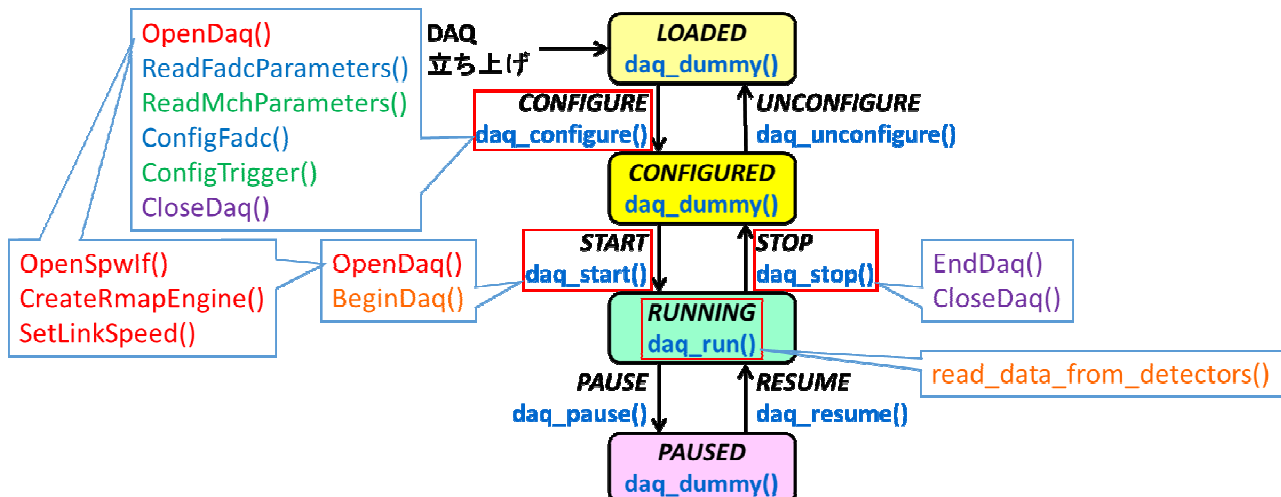 OpenDaq()
ReadFadcParameters()
ReadMchParameters()
ConfigFadc()
ConfigTrigger()
CloseDaq()
DAQ
立ち上げ
LOADED
daq_dummy()
CONFIGURE
daq_configure()
UNCONFIGURE
daq_unconfigure()
CONFIGURED
daq_dummy()
OpenSpwIf()
CreateRmapEngine()
SetLinkSpeed()
OpenDaq()
BeginDaq()
START
daq_start()
STOP
daq_stop()
EndDaq()
CloseDaq()
RUNNING
daq_run()
read_data_from_detectors()
PAUSE
daq_pause()
RESUME
daq_resume()
PAUSED
daq_dummy()